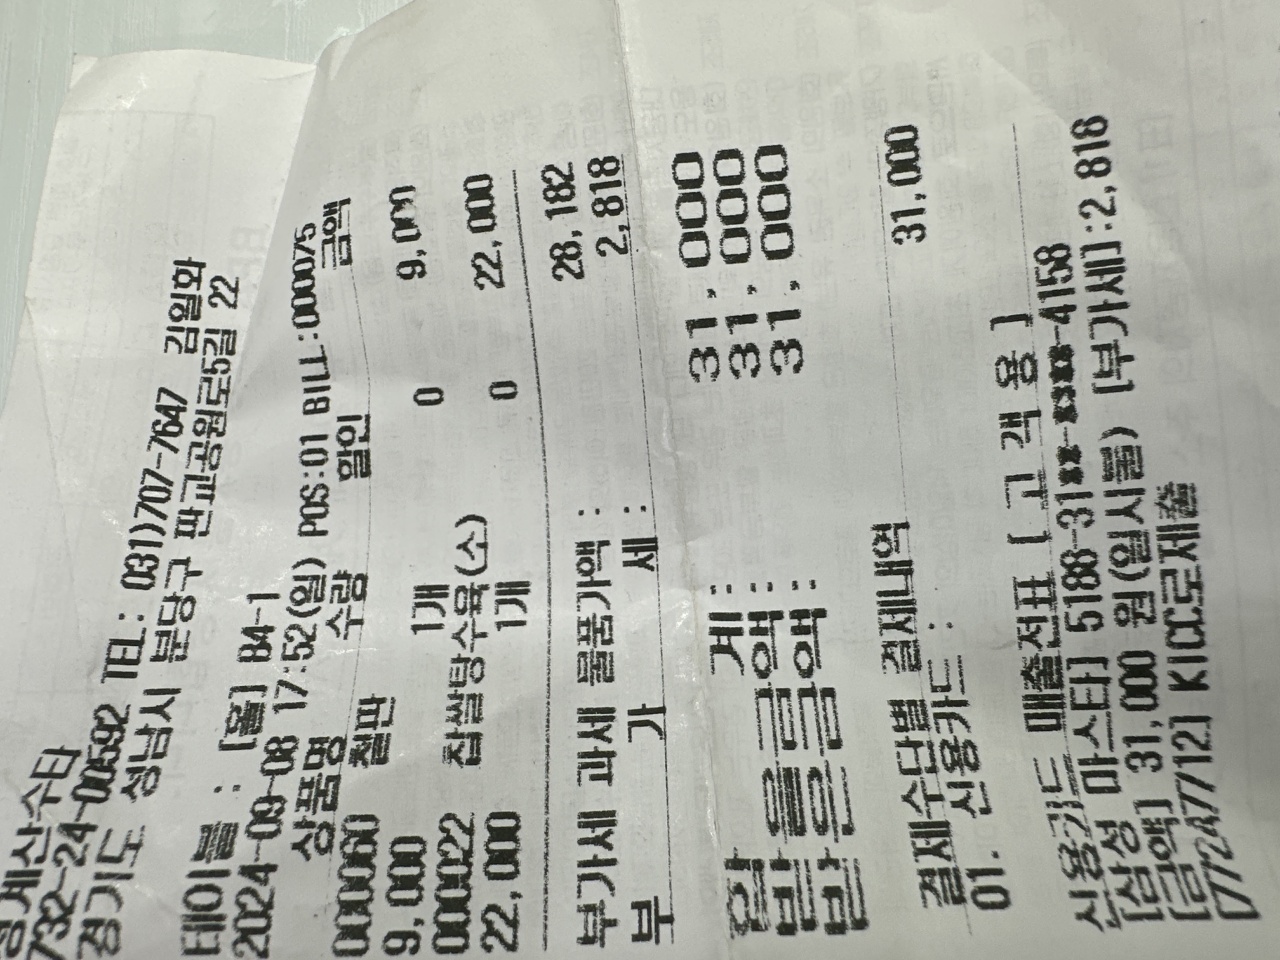 청계산수타
732-24-00592 TEL: 031)707-7647 김일화
경기도 성남시 분당구 판교공원로5길 22
테이블 : [홀] B4-1
2024-09-08 17:52(일) POS:01 BILL:000075
상품명 수량 할인 금액
000060 철판
9,000 1개 0 9,000
000022 찹쌀탕수육(소)
22,000 1개 0 22,000
부가세 과세 물품가액 : 28,182
부 가 세 : 2,818
합 계 : 31,000
받을금액 : 31,000
받은금액 : 31,000
결제수단별 결제내역
01. 신용카드 : 31,000
신용카드 매출전표 [ 고 객 용 ]
[삼성 마스타] 5188-31**-****-4158
[금액] 31,000 원(일시불) [부가세]:2,818
KICC로제출